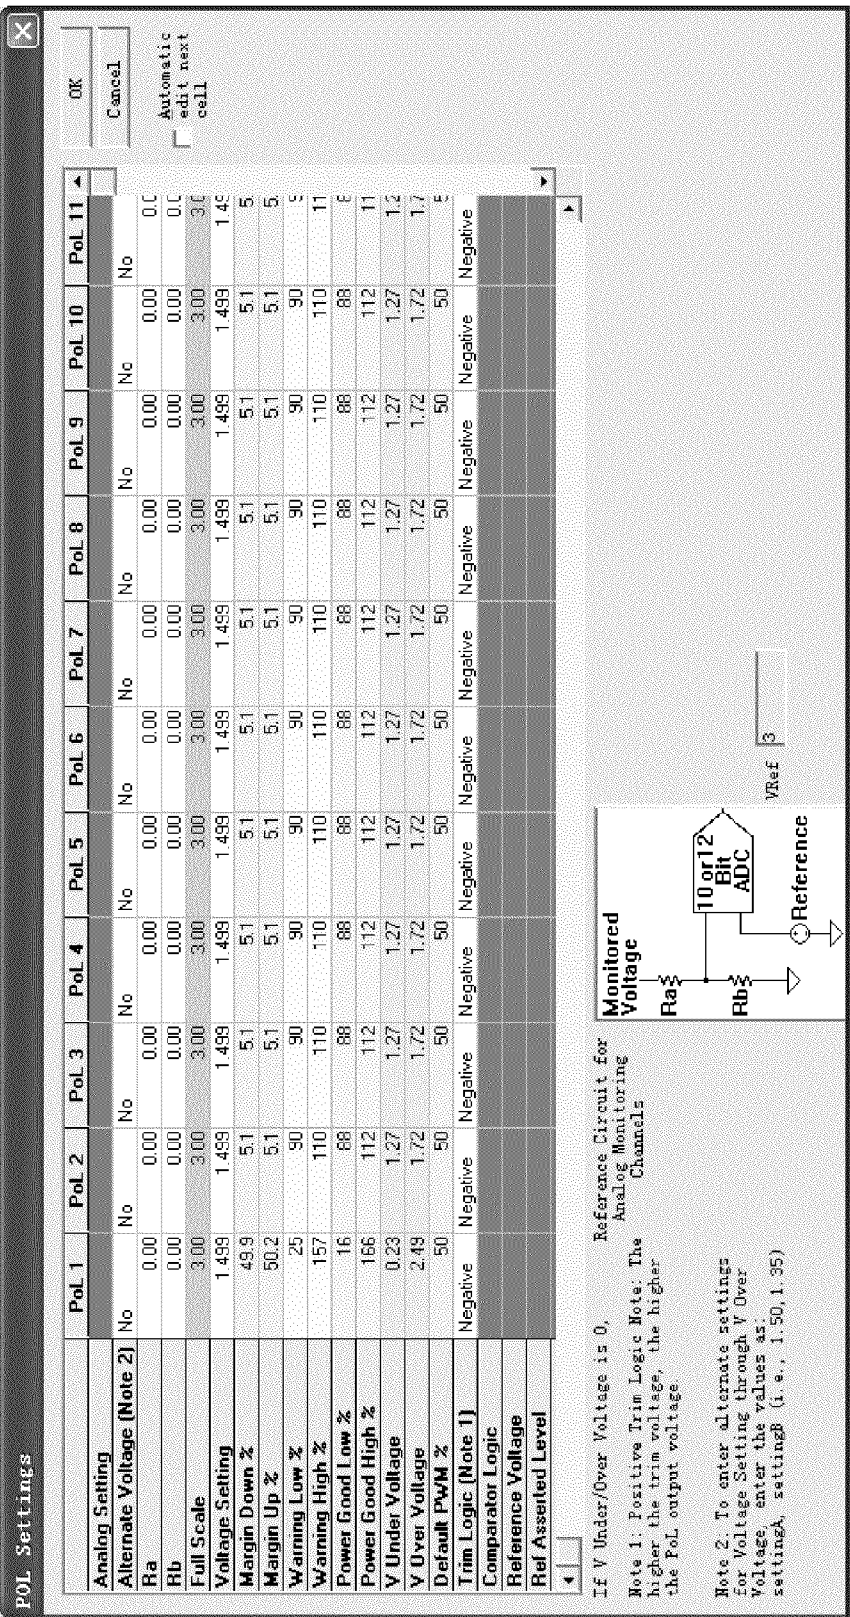 POL Settings
PoL 1 PoL 2 PoL 3 PoL 4 PoL 5 PoL 6 PoL 7 PoL 8 PoL 9 PoL 10 PoL 11
Analog Setting
Alternate Voltage (Note 2) No No No No No No No No No No No
Ra 0.00 0.00 0.00 0.00 0.00 0.00 0.00 0.00 0.00 0.00
Rb 0.00 0.00 0.00 0.00 0.00 0.00 0.00 0.00 0.00 0.00
Full Scale 3.00 3.00 3.00 3.00 3.00 3.00 3.00 3.00 3.00 3.00 3.0
Voltage Setting 1.499 1.499 1.499 1.499 1.499 1.499 1.499 1.499 1.499 1.499 1.49
Margin Down % 49.9 5.1 5.1 5.1 5.1 5.1 5.1 5.1 5.1 5.1 5.
Margin Up % 50.2 5.1 5.1 5.1 5.1 5.1 5.1 5.1 5.1 5.1 5.
Warning Low % 25 90 90 90 90 90 90 90 90 90
Warning High % 157 110 110 110 110 110 110 110 110 110 11
Power Good Low % 16 88 88 88 88 88 88 88 88 88
Power Good High % 166 112 112 112 112 112 112 112 112 112 11
V Under Voltage 0.23 1.27 1.27 1.27 1.27 1.27 1.27 1.27 1.27 1.27 1.2
V Over Voltage 2.49 1.72 1.72 1.72 1.72 1.72 1.72 1.72 1.72 1.72 1.7
Default PWM % 50 50 50 50 50 50 50 50 50 50
Trim Logic (Note 1) Negative Negative Negative Negative Negative Negative Negative Negative Negative Negative Negative
Comparator Logic
Reference Voltage
Ref Asserted Level
OK
Cancel
Automatic
edit next
cell
If V Under/Over Voltage is 0,
Note 1: Positive Trim Logic Note: The
higher the trim voltage, the higher
the PoL output voltage.
Note 2: To enter alternate settings
for Voltage Setting through V Over
Voltage, enter the values as:
settingA, settingB (i.e., 1.50,1.35)
Reference Circuit for
Analog Monitoring
Channels
Monitored
Voltage
Ra
Rb
10 or 12
Bit
ADC
Reference
VRef 3